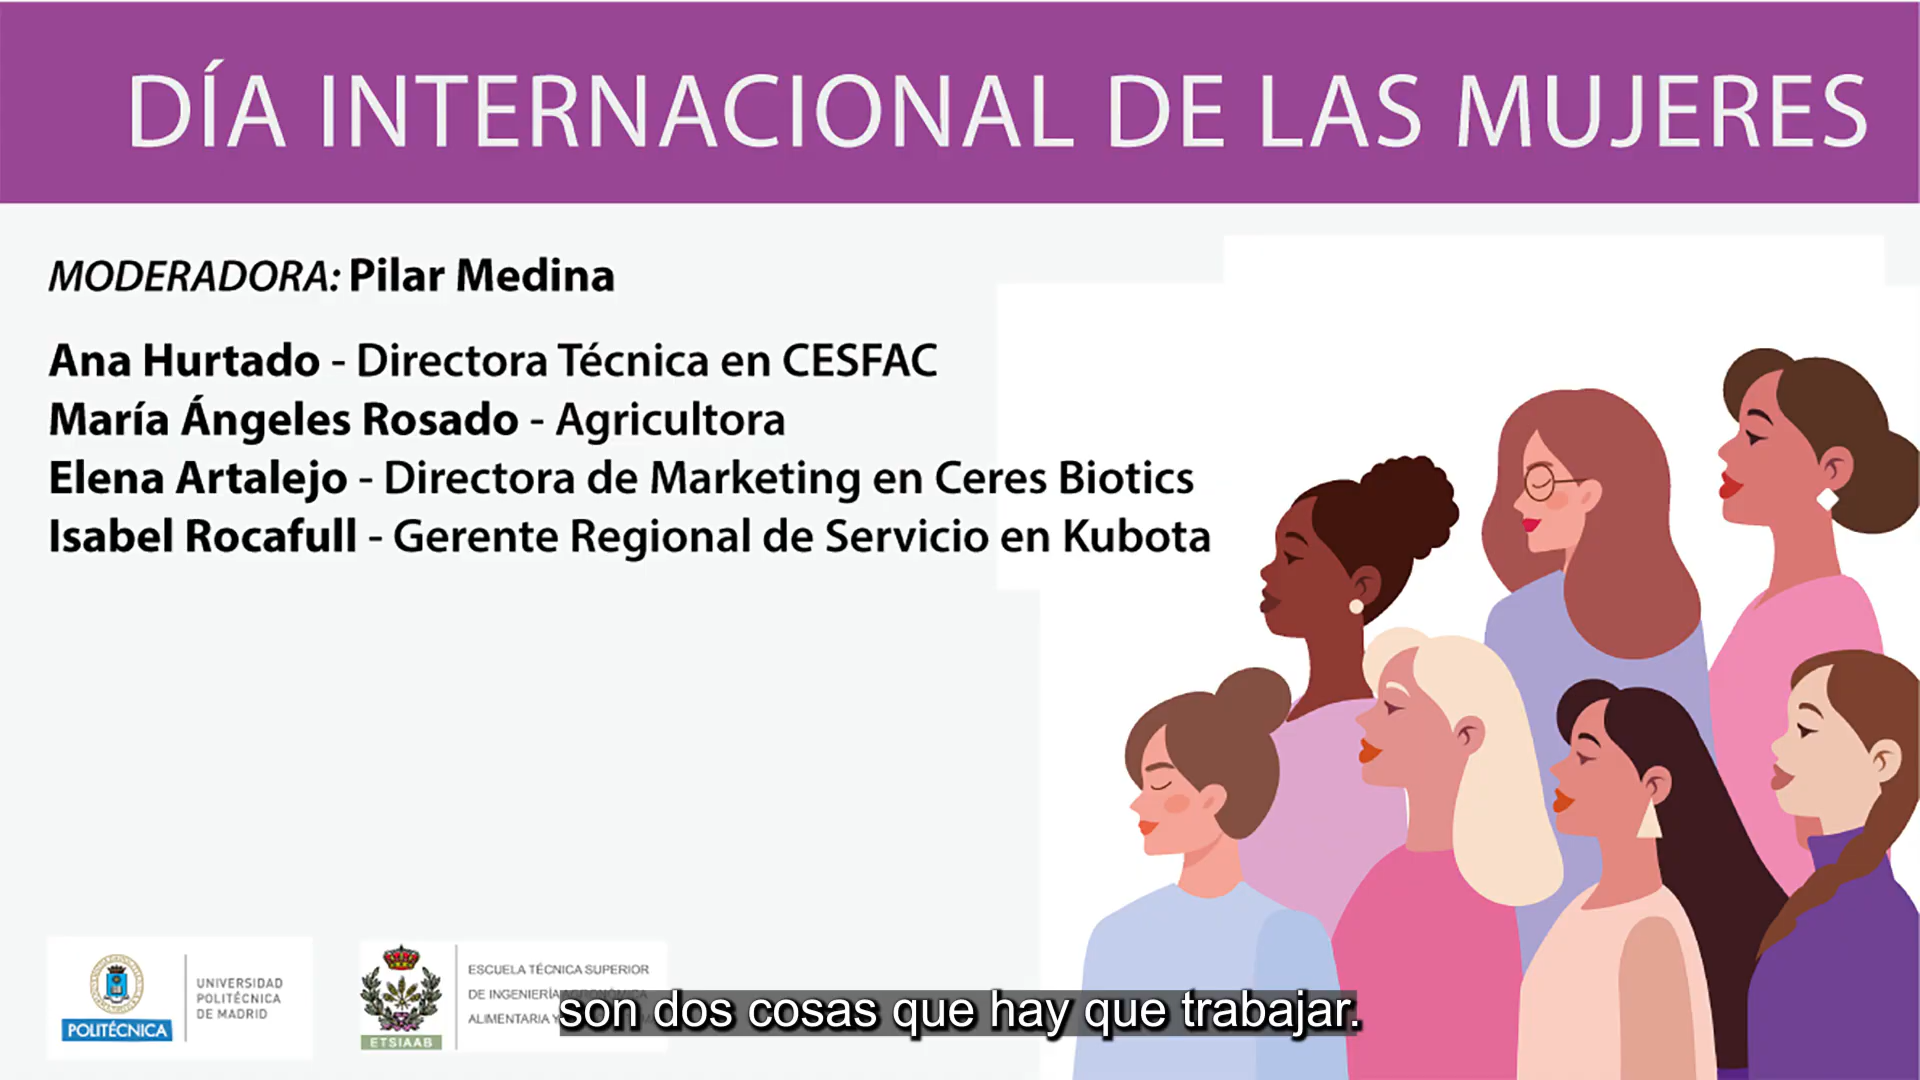 DÍA INTERNACIONAL DE LAS MUJERES
MODERADORA: Pilar Medina
Ana Hurtado - Directora Técnica en CESFAC
María Ángeles Rosado - Agricultora
Elena Artalejo - Directora de Marketing en Ceres Biotics
Isabel Rocafull - Gerente Regional de Servicio en Kubota
POLITÉCNICA
UNIVERSIDAD
POLITÉCNICA
DE MADRID
ETSIAAB
ESCUELA TÉCNICA SUPERIOR
DE INGENIERÍA AGRONÓMICA
ALIMENTARIA Y
son dos cosas que hay que trabajar.